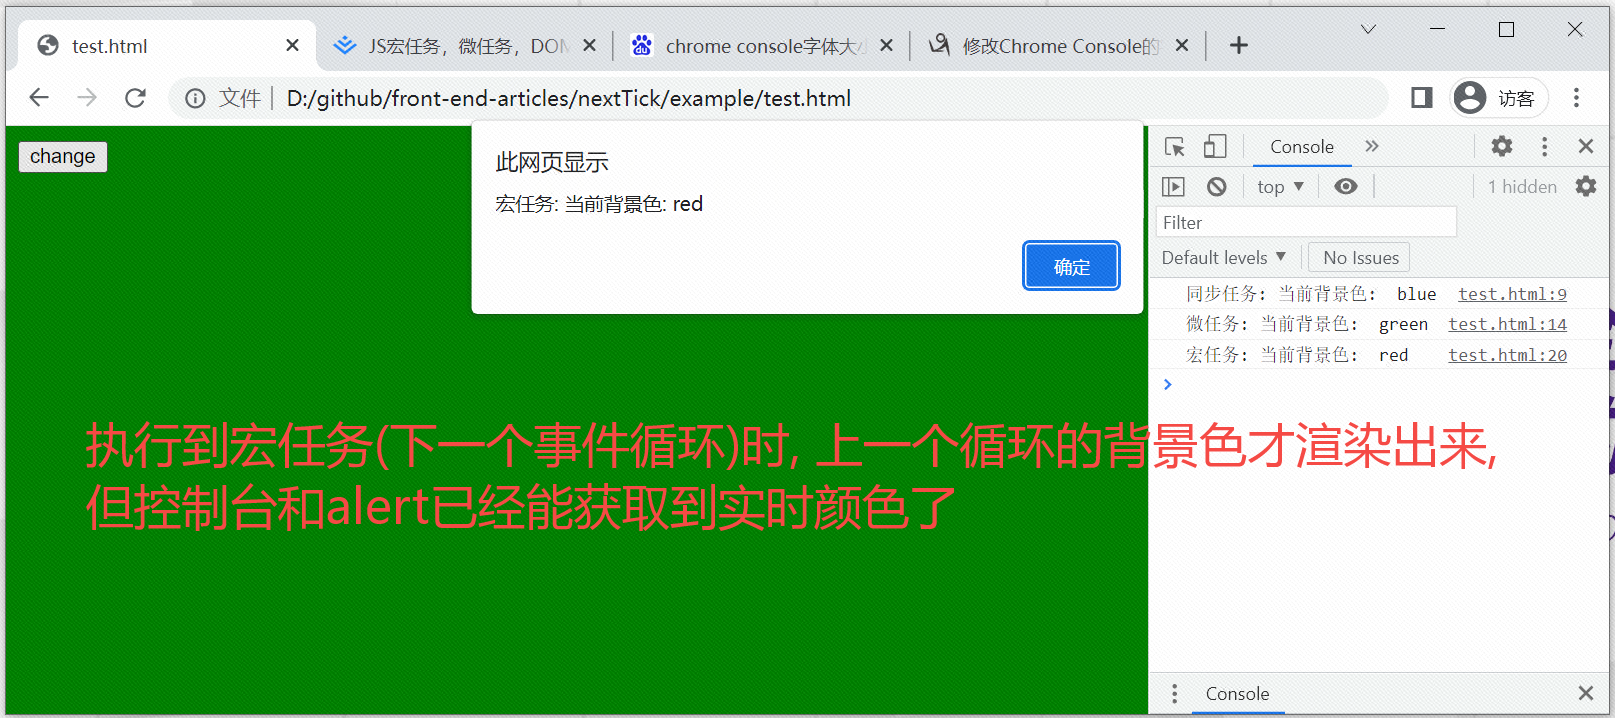 test.html
JS宏任务，微任务，DOM
chrome console字体大小
修改Chrome Console的
文件 D:/github/front-end-articles/nextTick/example/test.html
访客
change
此网页显示
宏任务: 当前背景色: red
确定
Console
top
1 hidden
Filter
Default levels
No Issues
同步任务: 当前背景色: blue test.html:9
微任务: 当前背景色: green test.html:14
宏任务: 当前背景色: red test.html:20
执行到宏任务(下一个事件循环)时, 上一个循环的背景色才渲染出来,
但控制台和alert已经能获取到实时颜色了
Console